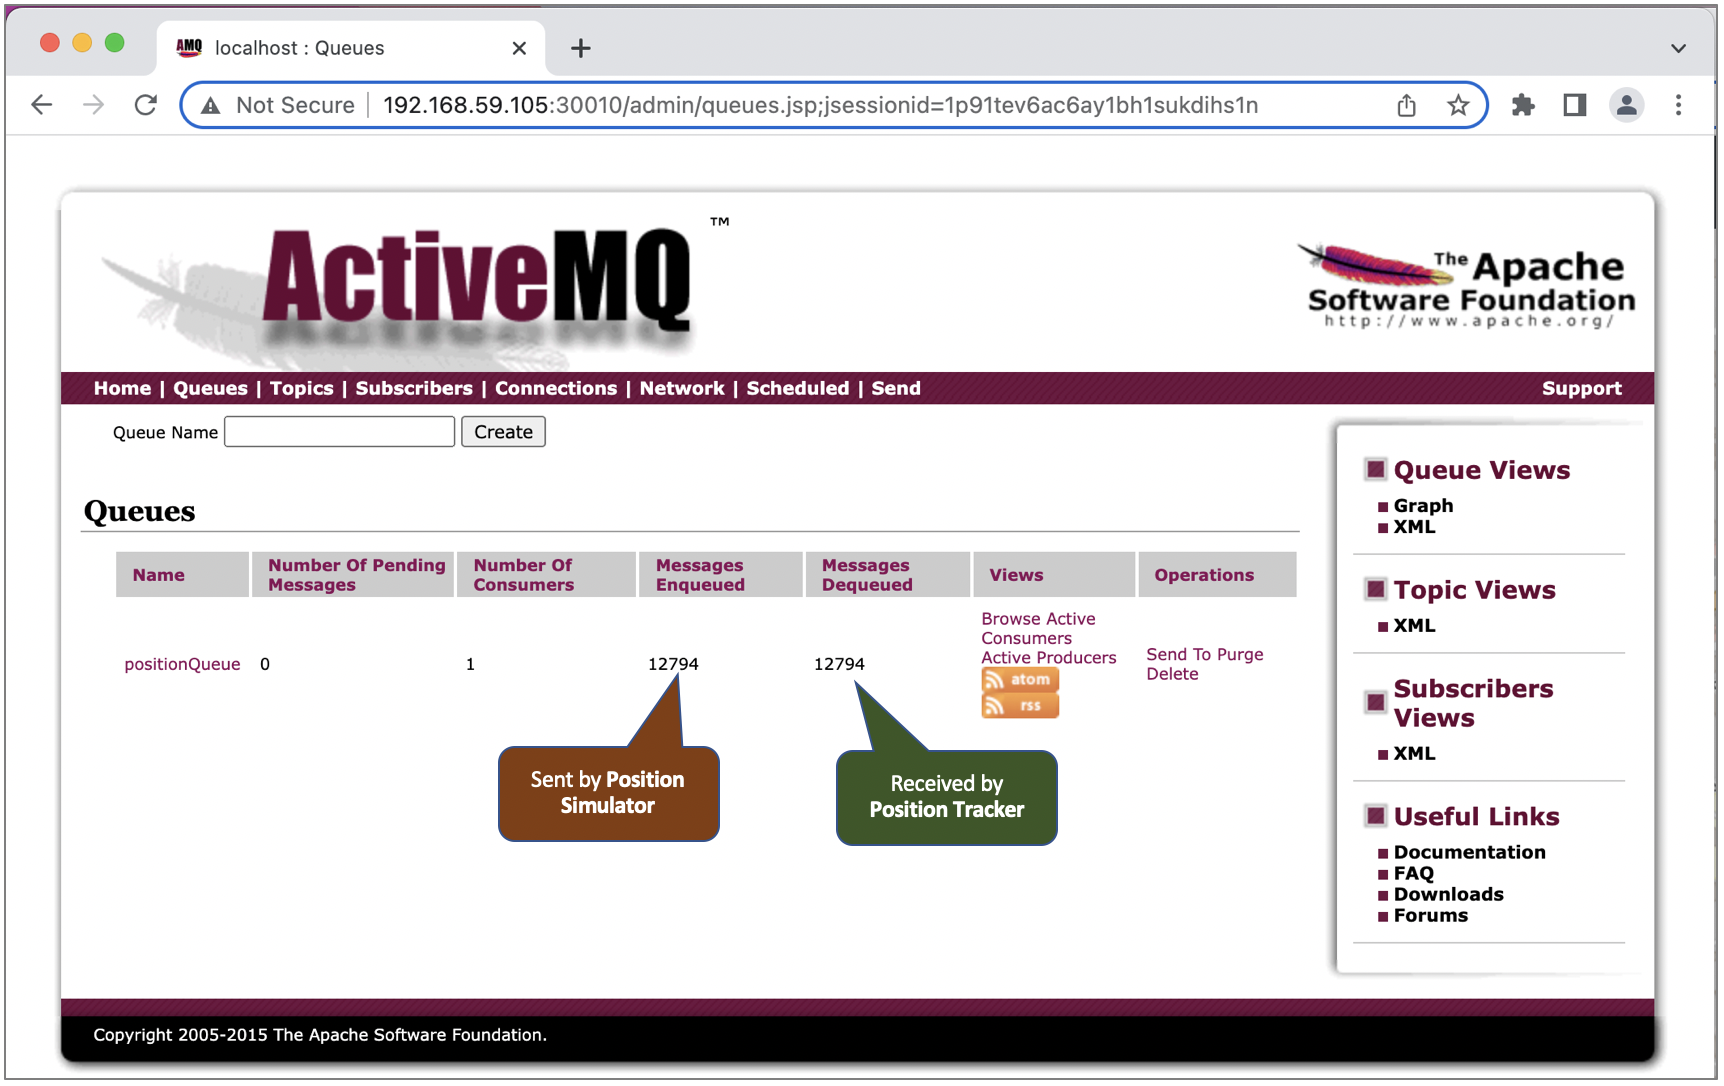 AMQ localhost : Queues
Not Secure 192.168.59.105:30010/admin/queues.jsp;jsessionid=1p91tev6ac6ay1bh1sukdihs1n
ActiveMQ ™
The Apache
Software Foundation
http://www.apache.org/
Home | Queues | Topics | Subscribers | Connections | Network | Scheduled | Send
Support
Queue Name Create
Queues
Name
Number Of Pending
Messages
Number Of
Consumers
Messages
Enqueued
Messages
Dequeued
Views
Operations
positionQueue
0
1
12794
12794
Browse Active
Consumers
Active Producers
atom
rss
Send To Purge
Delete
Sent by Position
Simulator
Received by
Position Tracker
Queue Views
Graph
XML
Topic Views
XML
Subscribers
Views
XML
Useful Links
Documentation
FAQ
Downloads
Forums
Copyright 2005-2015 The Apache Software Foundation.